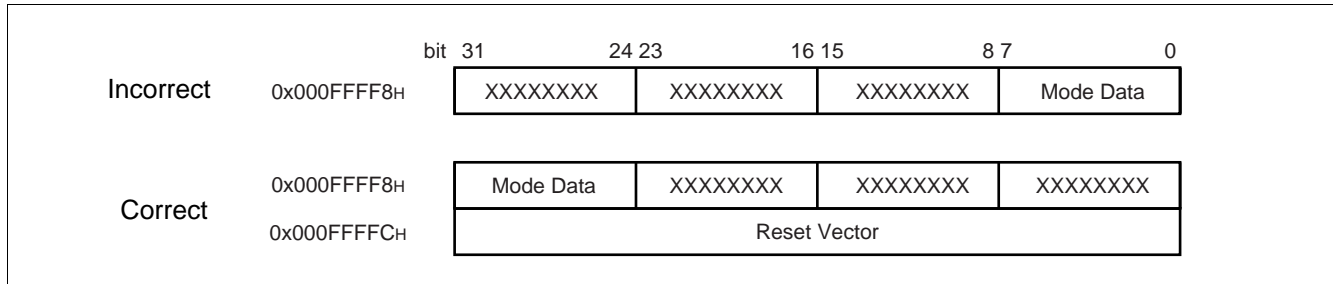 bit 31 24 23 16 15 8 7 0
Incorrect 0x000FFFF8H XXXXXXXX XXXXXXXX XXXXXXXX Mode Data
0x000FFFF8H Mode Data XXXXXXXX XXXXXXXX XXXXXXXX
Correct
0x000FFFFCH Reset Vector